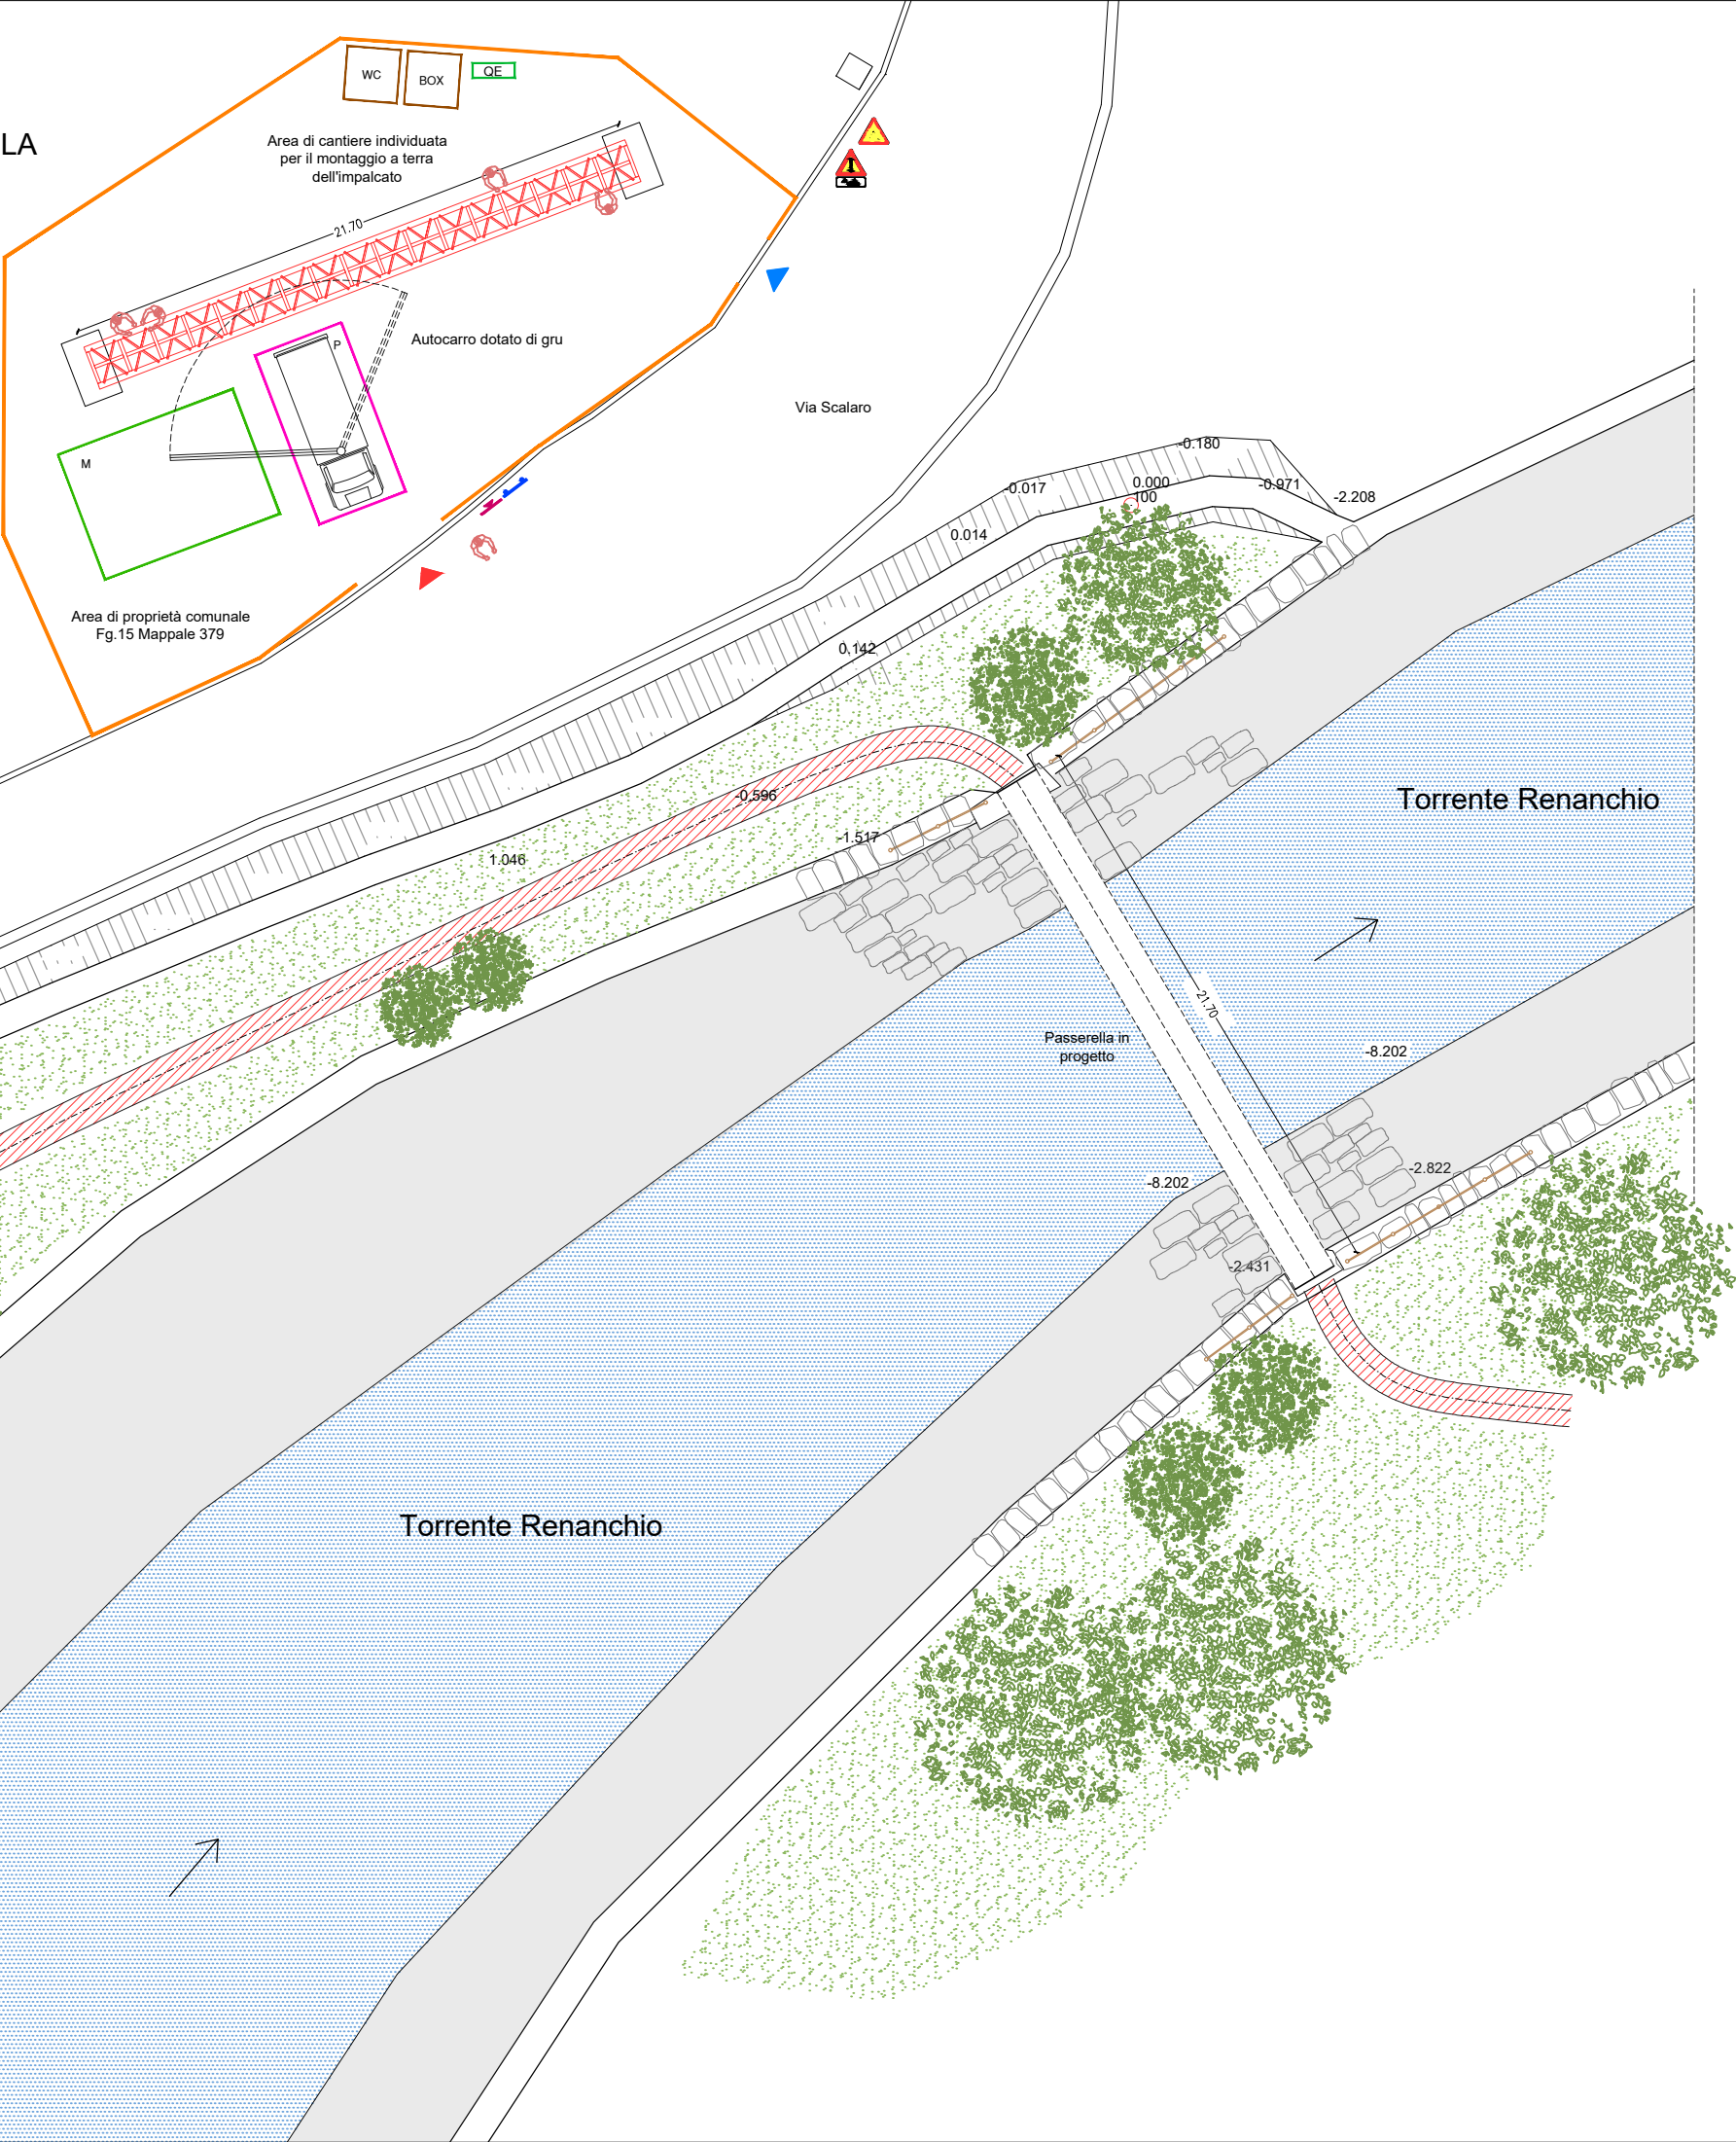 WC
BOX
QE
LA
Area di cantiere individuata
per il montaggio a terra
dell'impalcato
21.70
Autocarro dotato di gru
P
M
Via Scalaro
Area di proprietà comunale
Fg.15 Mappale 379
-0.180
-0.017
0.000
100
-0.971
-2.208
0.014
0.142
-0.596
-1.517
1.046
Torrente Renanchio
21.70
Passerella in
progetto
-8.202
-8.202
-2.822
-2.431
Torrente Renanchio